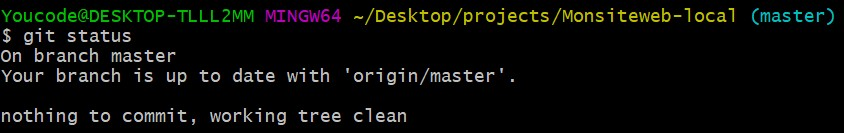 Youcode@DESKTOP-TLLL2MM MINGW64 ~/Desktop/projects/Monsiteweb-local (master)
$ git status
On branch master
Your branch is up to date with 'origin/master'.
nothing to commit, working tree clean